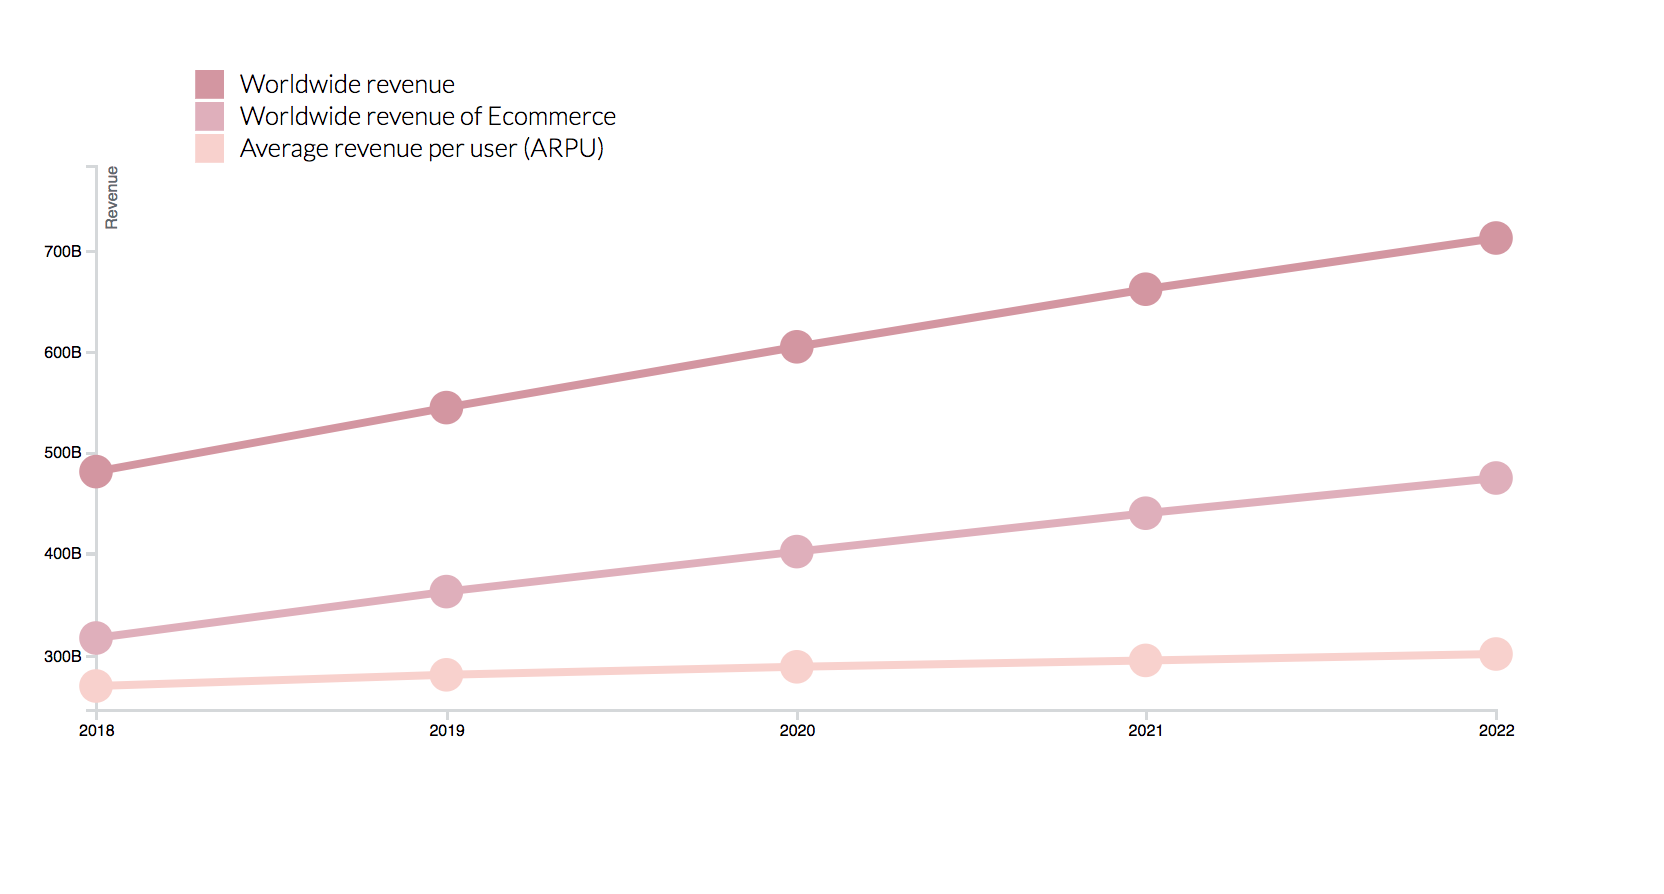 Worldwide revenue
Worldwide revenue of Ecommerce
Average revenue per user (ARPU)
Revenue
700B
600B
500B
400B
300B
2018 2019 2020 2021 2022